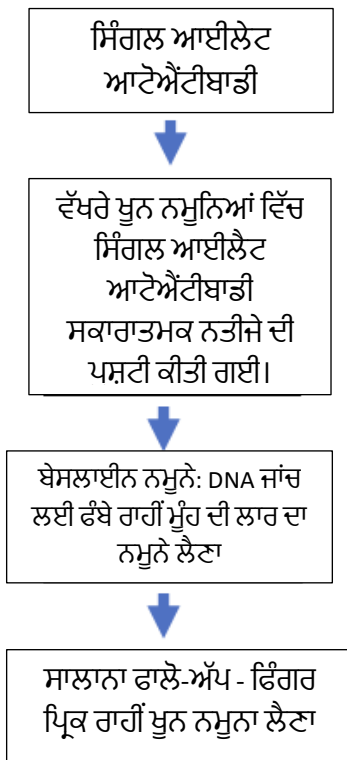 ਸਿੰਗਲ ਆਈਲੇਟ
ਆਟੋਐਂਟੀਬਾਡੀ
ਵੱਖਰੇ ਖੂਨ ਨਮੂਨਿਆਂ ਵਿੱਚ
ਸਿੰਗਲ ਆਈਲੈਟ
ਆਟੋਐਂਟੀਬਾਡੀ
ਸਕਾਰਾਤਮਕ ਨਤੀਜੇ ਦੀ
ਪਸ਼ਟੀ ਕੀਤੀ ਗਈ।
ਬੇਸਲਾਈਨ ਨਮੂਨੇ: DNA ਜਾਂਚ
ਲਈ ਫੰਬੇ ਰਾਹੀਂ ਮੂੰਹ ਦੀ ਲਾਰ ਦਾ
ਨਮੂਨੇ ਲੈਣਾ
ਸਾਲਾਨਾ ਫਾਲੋ-ਅੱਪ - ਫਿੰਗਰ
ਪ੍ਰਿਕ ਰਾਹੀਂ ਖੂਨ ਨਮੂਨਾ ਲੈਣਾ